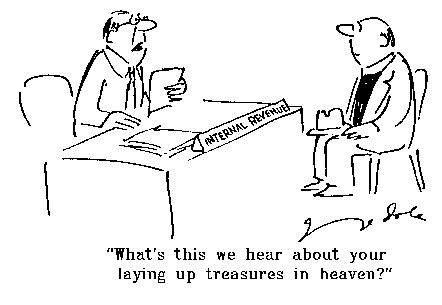 INTERNAL REVENUE
"What's this we hear about your
laying up treasures in heaven?"